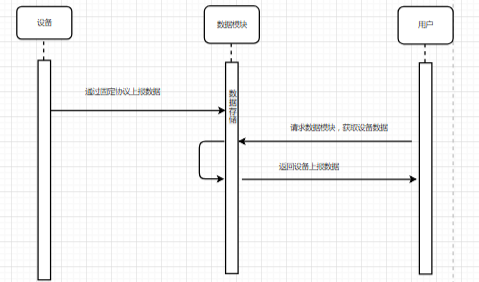 设备
数据模块
用户
通过固定协议上报数据
数据存储
请求数据模块，获取设备数据
返回设备上报数据